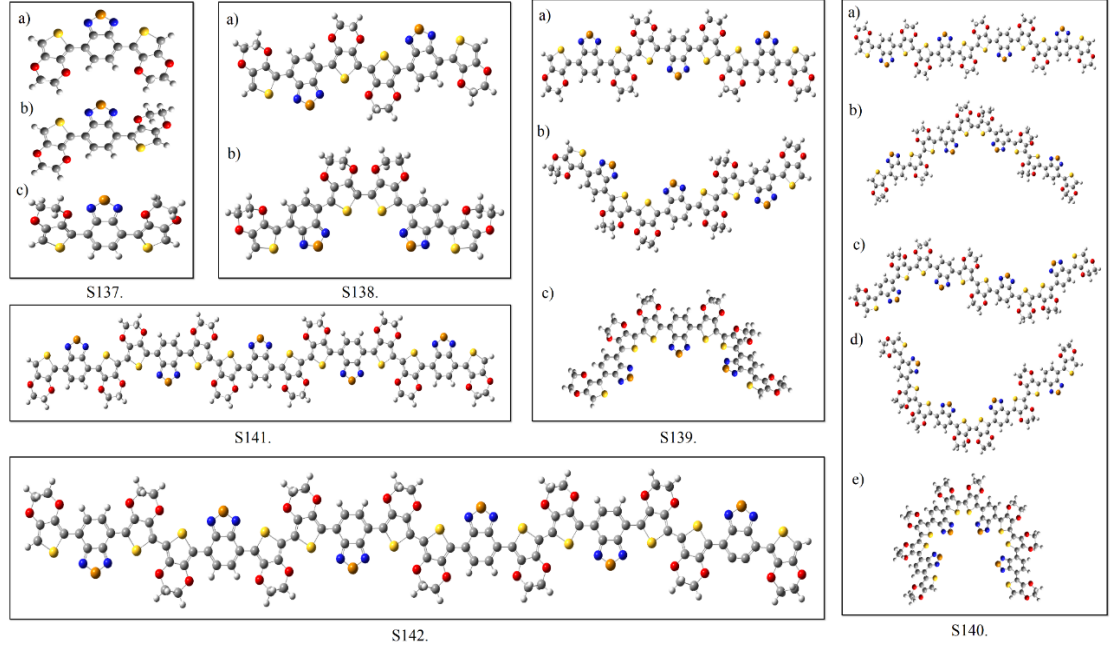 a)
b)
c)
S137.
a)
b)
S138.
S141.
a)
b)
c)
S139.
S142.
a)
b)
c)
d)
e)
S140.